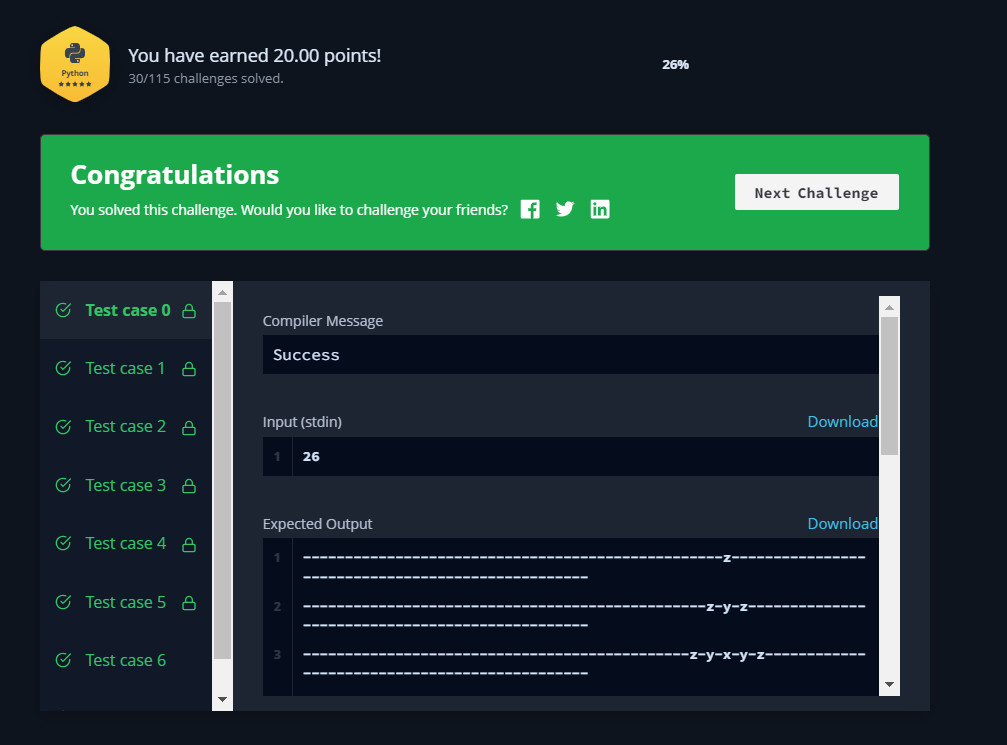 Python
You have earned 20.00 points!
30/115 challenges solved.
26%
Congratulations
You solved this challenge. Would you like to challenge your friends?
Next Challenge
Test case 0
Test case 1
Test case 2
Test case 3
Test case 4
Test case 5
Test case 6
Compiler Message
Success
Input (stdin)
Download
1 26
Expected Output
Download
1 --------------------------------------------------z----------------
----------------------------------
2 ------------------------------------------------z-y-z--------------
----------------------------------
3 ----------------------------------------------z-y-x-y-z------------
----------------------------------